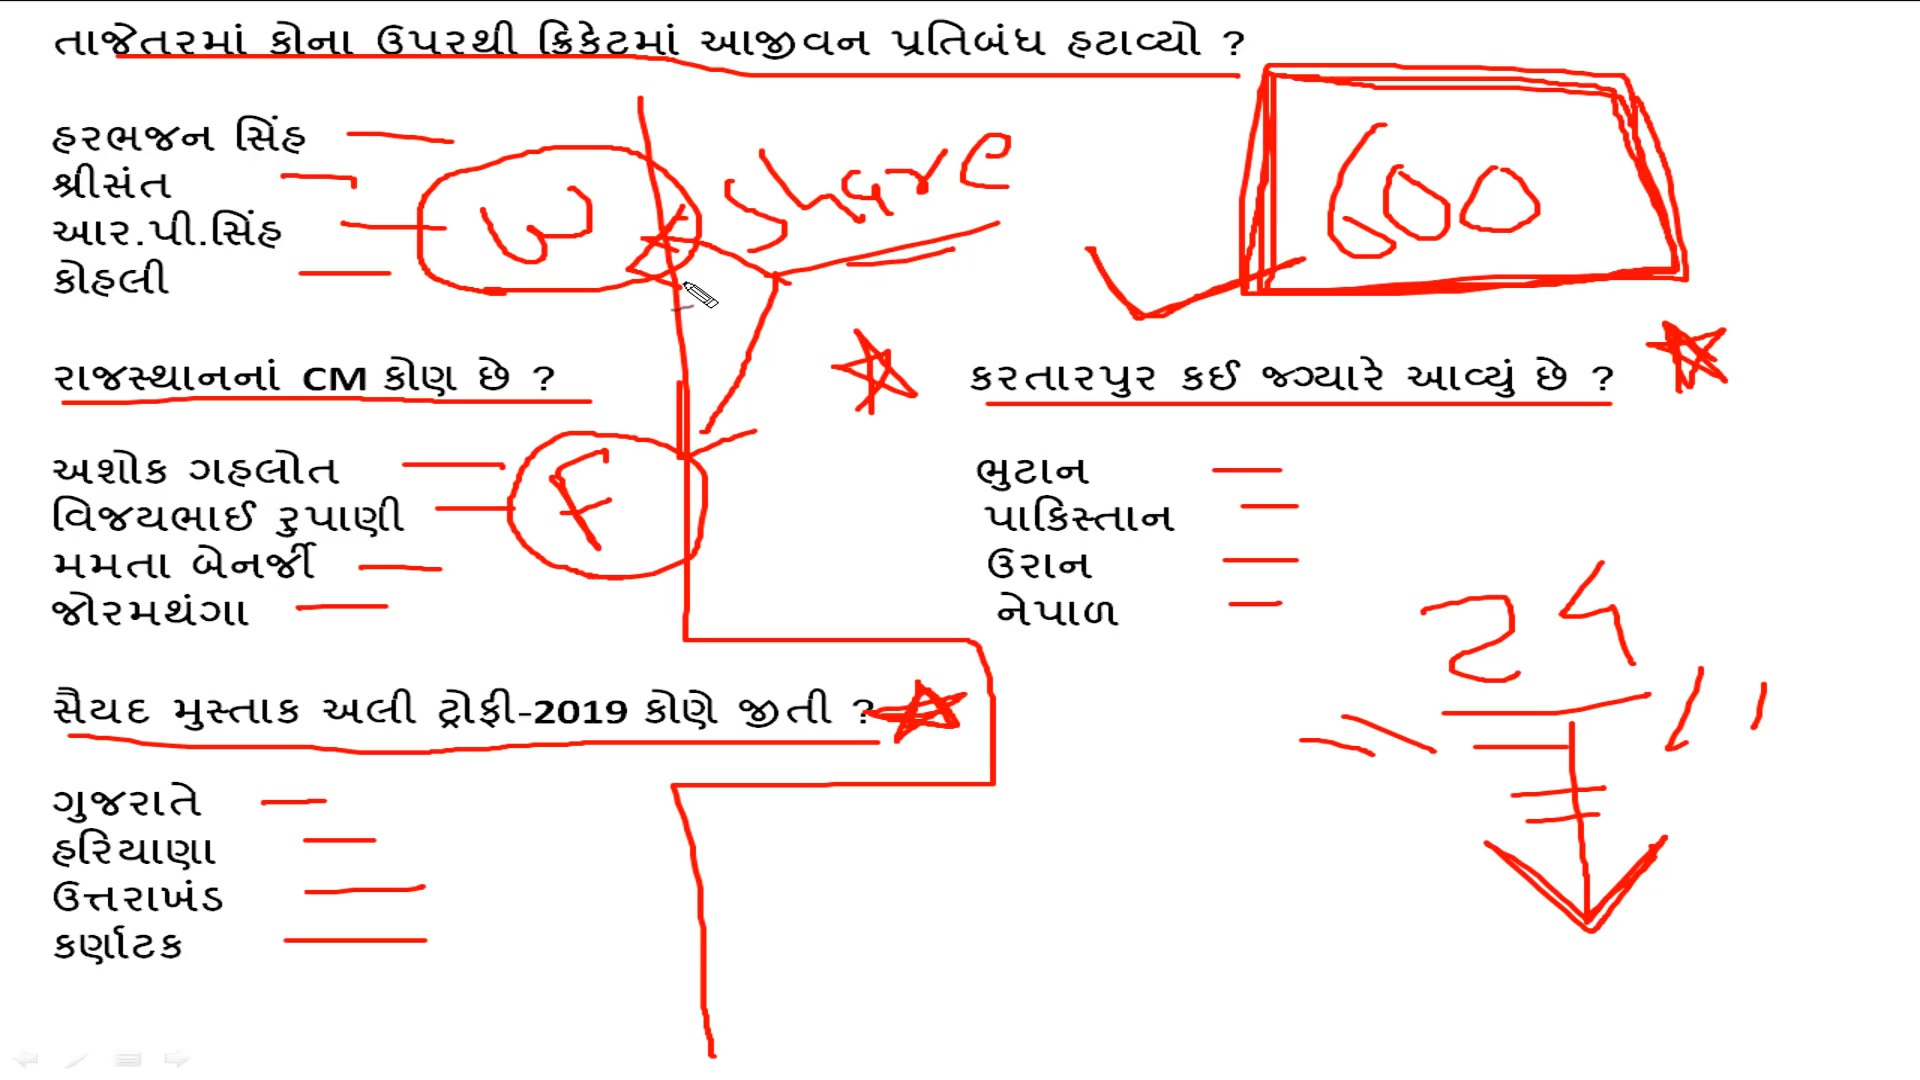 તાજેતરમાં કોના ઉપરથી ક્રિકેટમાં આજીવન પ્રતિબંધ હટાવ્યો ?
હરભજન સિંહ
શ્રીસંત
આર.પી.સિંહ
કોહલી
W
share
600
રાજસ્થાનનાં CM કોણ છે ?
અશોક ગહલોત
વિજયભાઈ રુપાણી
મમતા બેનર્જી
જોરમથંગા
F
કરતારપુર કઈ જગ્યારે આવ્યું છે ?
ભુટાન
પાકિસ્તાન
ઉરાન
નેપાળ
સૈયદ મુસ્તાક અલી ટ્રોફી-2019 કોણે જીતી ?
ગુજરાતે
હરિયાણા
ઉત્તરાખંડ
કર્ણાટક